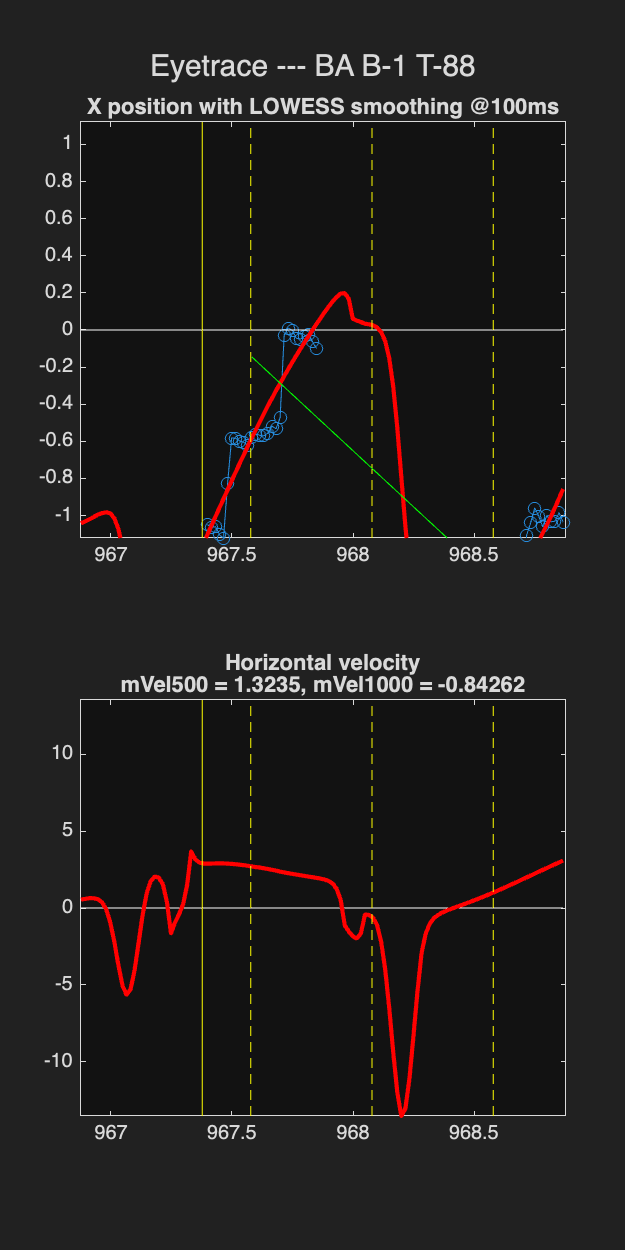 Eyetrace --- BA B-1 T-88
X position with LOWESS smoothing @100ms
1
0.8
0.6
0.4
0.2
0
-0.2
-0.4
-0.6
-0.8
-1
967 967.5 968 968.5
Horizontal velocity
mVel500 = 1.3235, mVel1000 = -0.84262
10
5
0
-5
-10
967 967.5 968 968.5